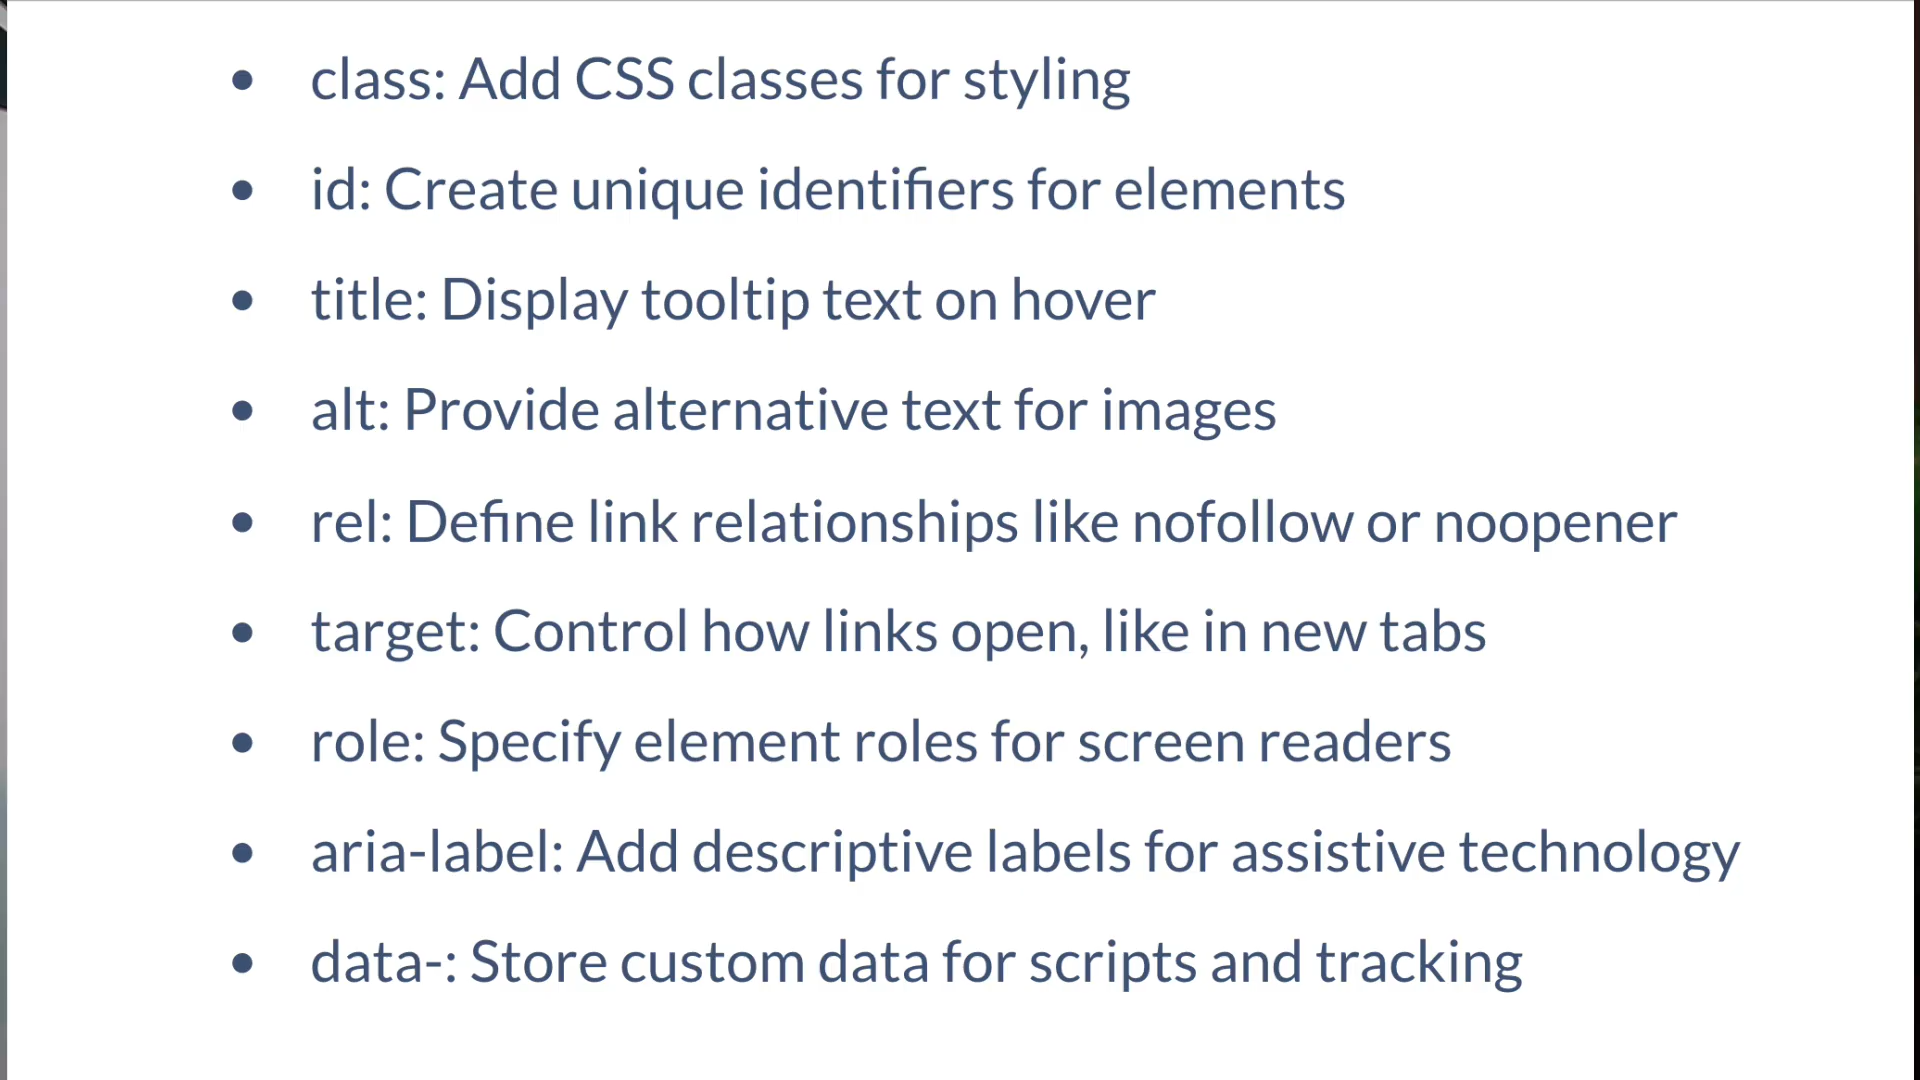 • class: Add CSS classes for styling
• id: Create unique identifiers for elements
• title: Display tooltip text on hover
• alt: Provide alternative text for images
• rel: Define link relationships like nofollow or noopener
• target: Control how links open, like in new tabs
• role: Specify element roles for screen readers
• aria-label: Add descriptive labels for assistive technology
• data-: Store custom data for scripts and tracking